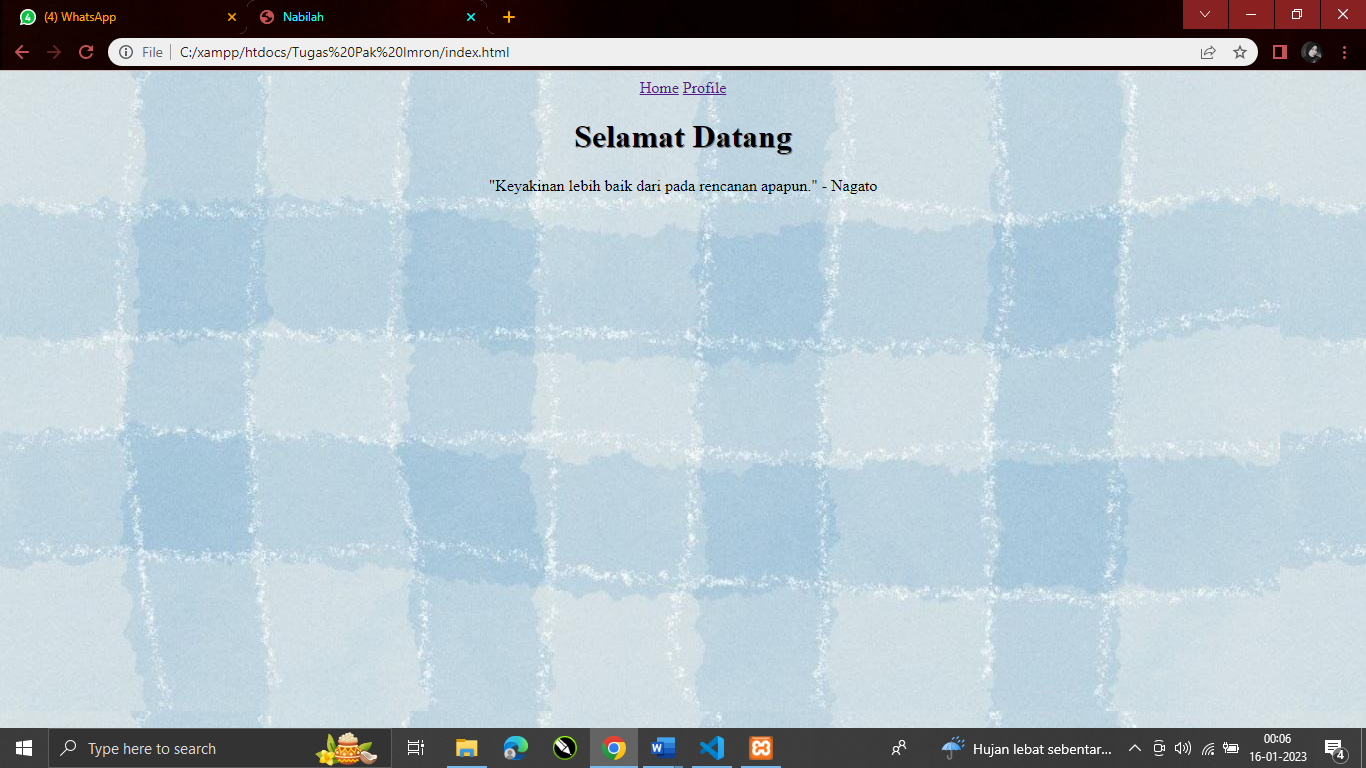 (4) WhatsApp
Nabilah
File
C:/xampp/htdocs/Tugas%20Pak%20Imron/index.html
Home Profile
Selamat Datang
"Keyakinan lebih baik dari pada rencanan apapun." - Nagato
Type here to search
Hujan lebat sebentar...
00:06
16-01-2023
4